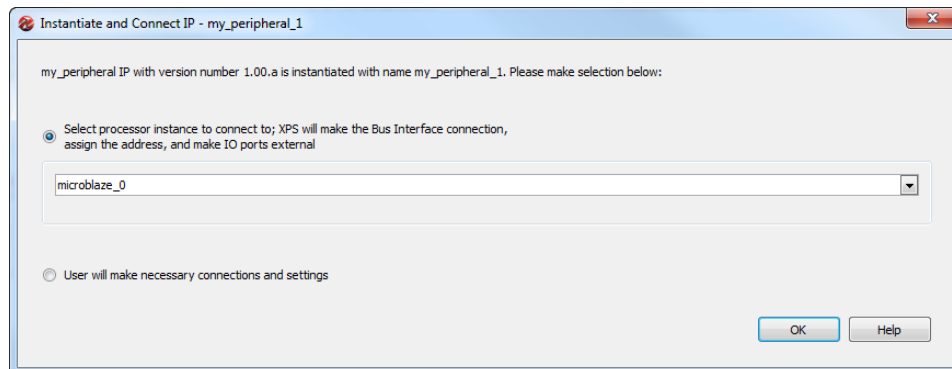 Instantiate and Connect IP - my_peripheral_1
my_peripheral IP with version number 1.00.a is instantiated with name my_peripheral_1. Please make selection below:
Select processor instance to connect to; XPS will make the Bus Interface connection,
assign the address, and make IO ports external
microblaze_0
User will make necessary connections and settings
OK Help